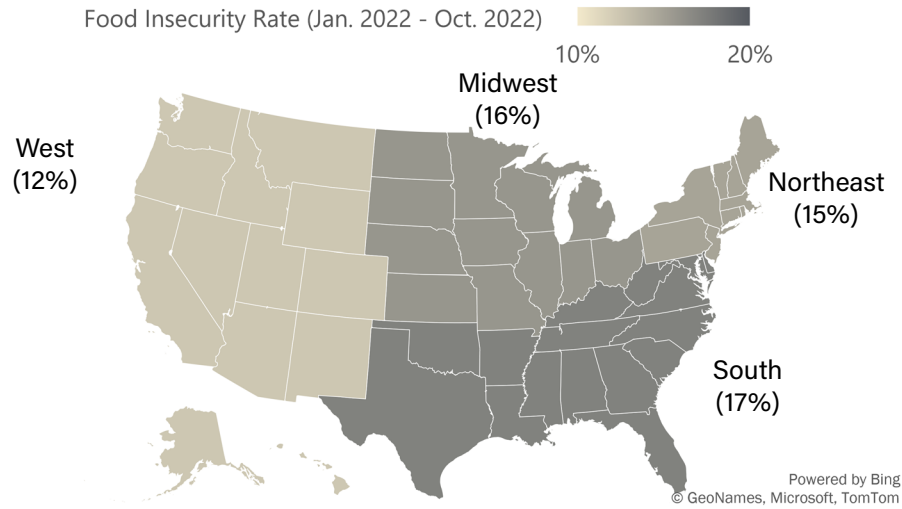 Food Insecurity Rate (Jan. 2022 - Oct. 2022)
10%
20%
Midwest
(16%)
West
(12%)
Northeast
(15%)
South
(17%)
Powered by Bing
© GeoNames, Microsoft, TomTom